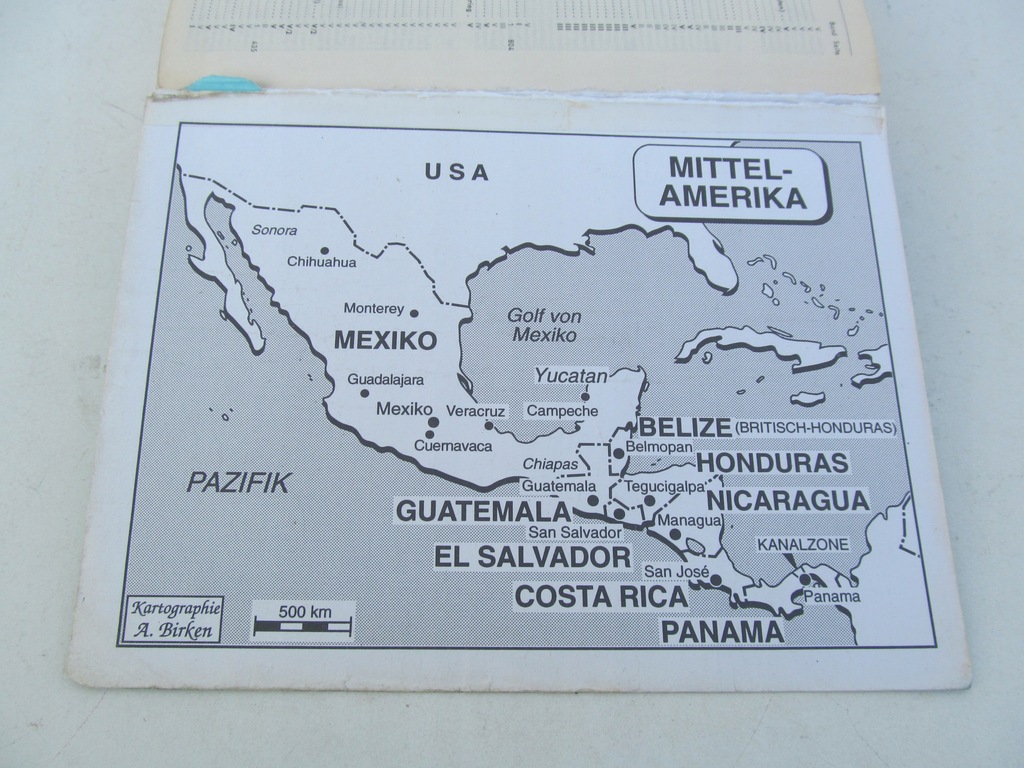 USA
MITTEL-
AMERIKA
Sonora
Chihuahua
Monterey
MEXIKO
Golf von
Mexiko
Yucatan
Guadalajara
Mexiko
Veracruz
Campeche
Cuernavaca
BELIZE (BRITISCH-HONDURAS)
Belmopan
Chiapas
HONDURAS
PAZIFIK
Guatemala
Tegucigalpa
NICARAGUA
GUATEMALA
Managua
San Salvador
EL SALVADOR
KANALZONE
San José
COSTA RICA
Panama
PANAMA
Kartographie
A. Birken
500 km